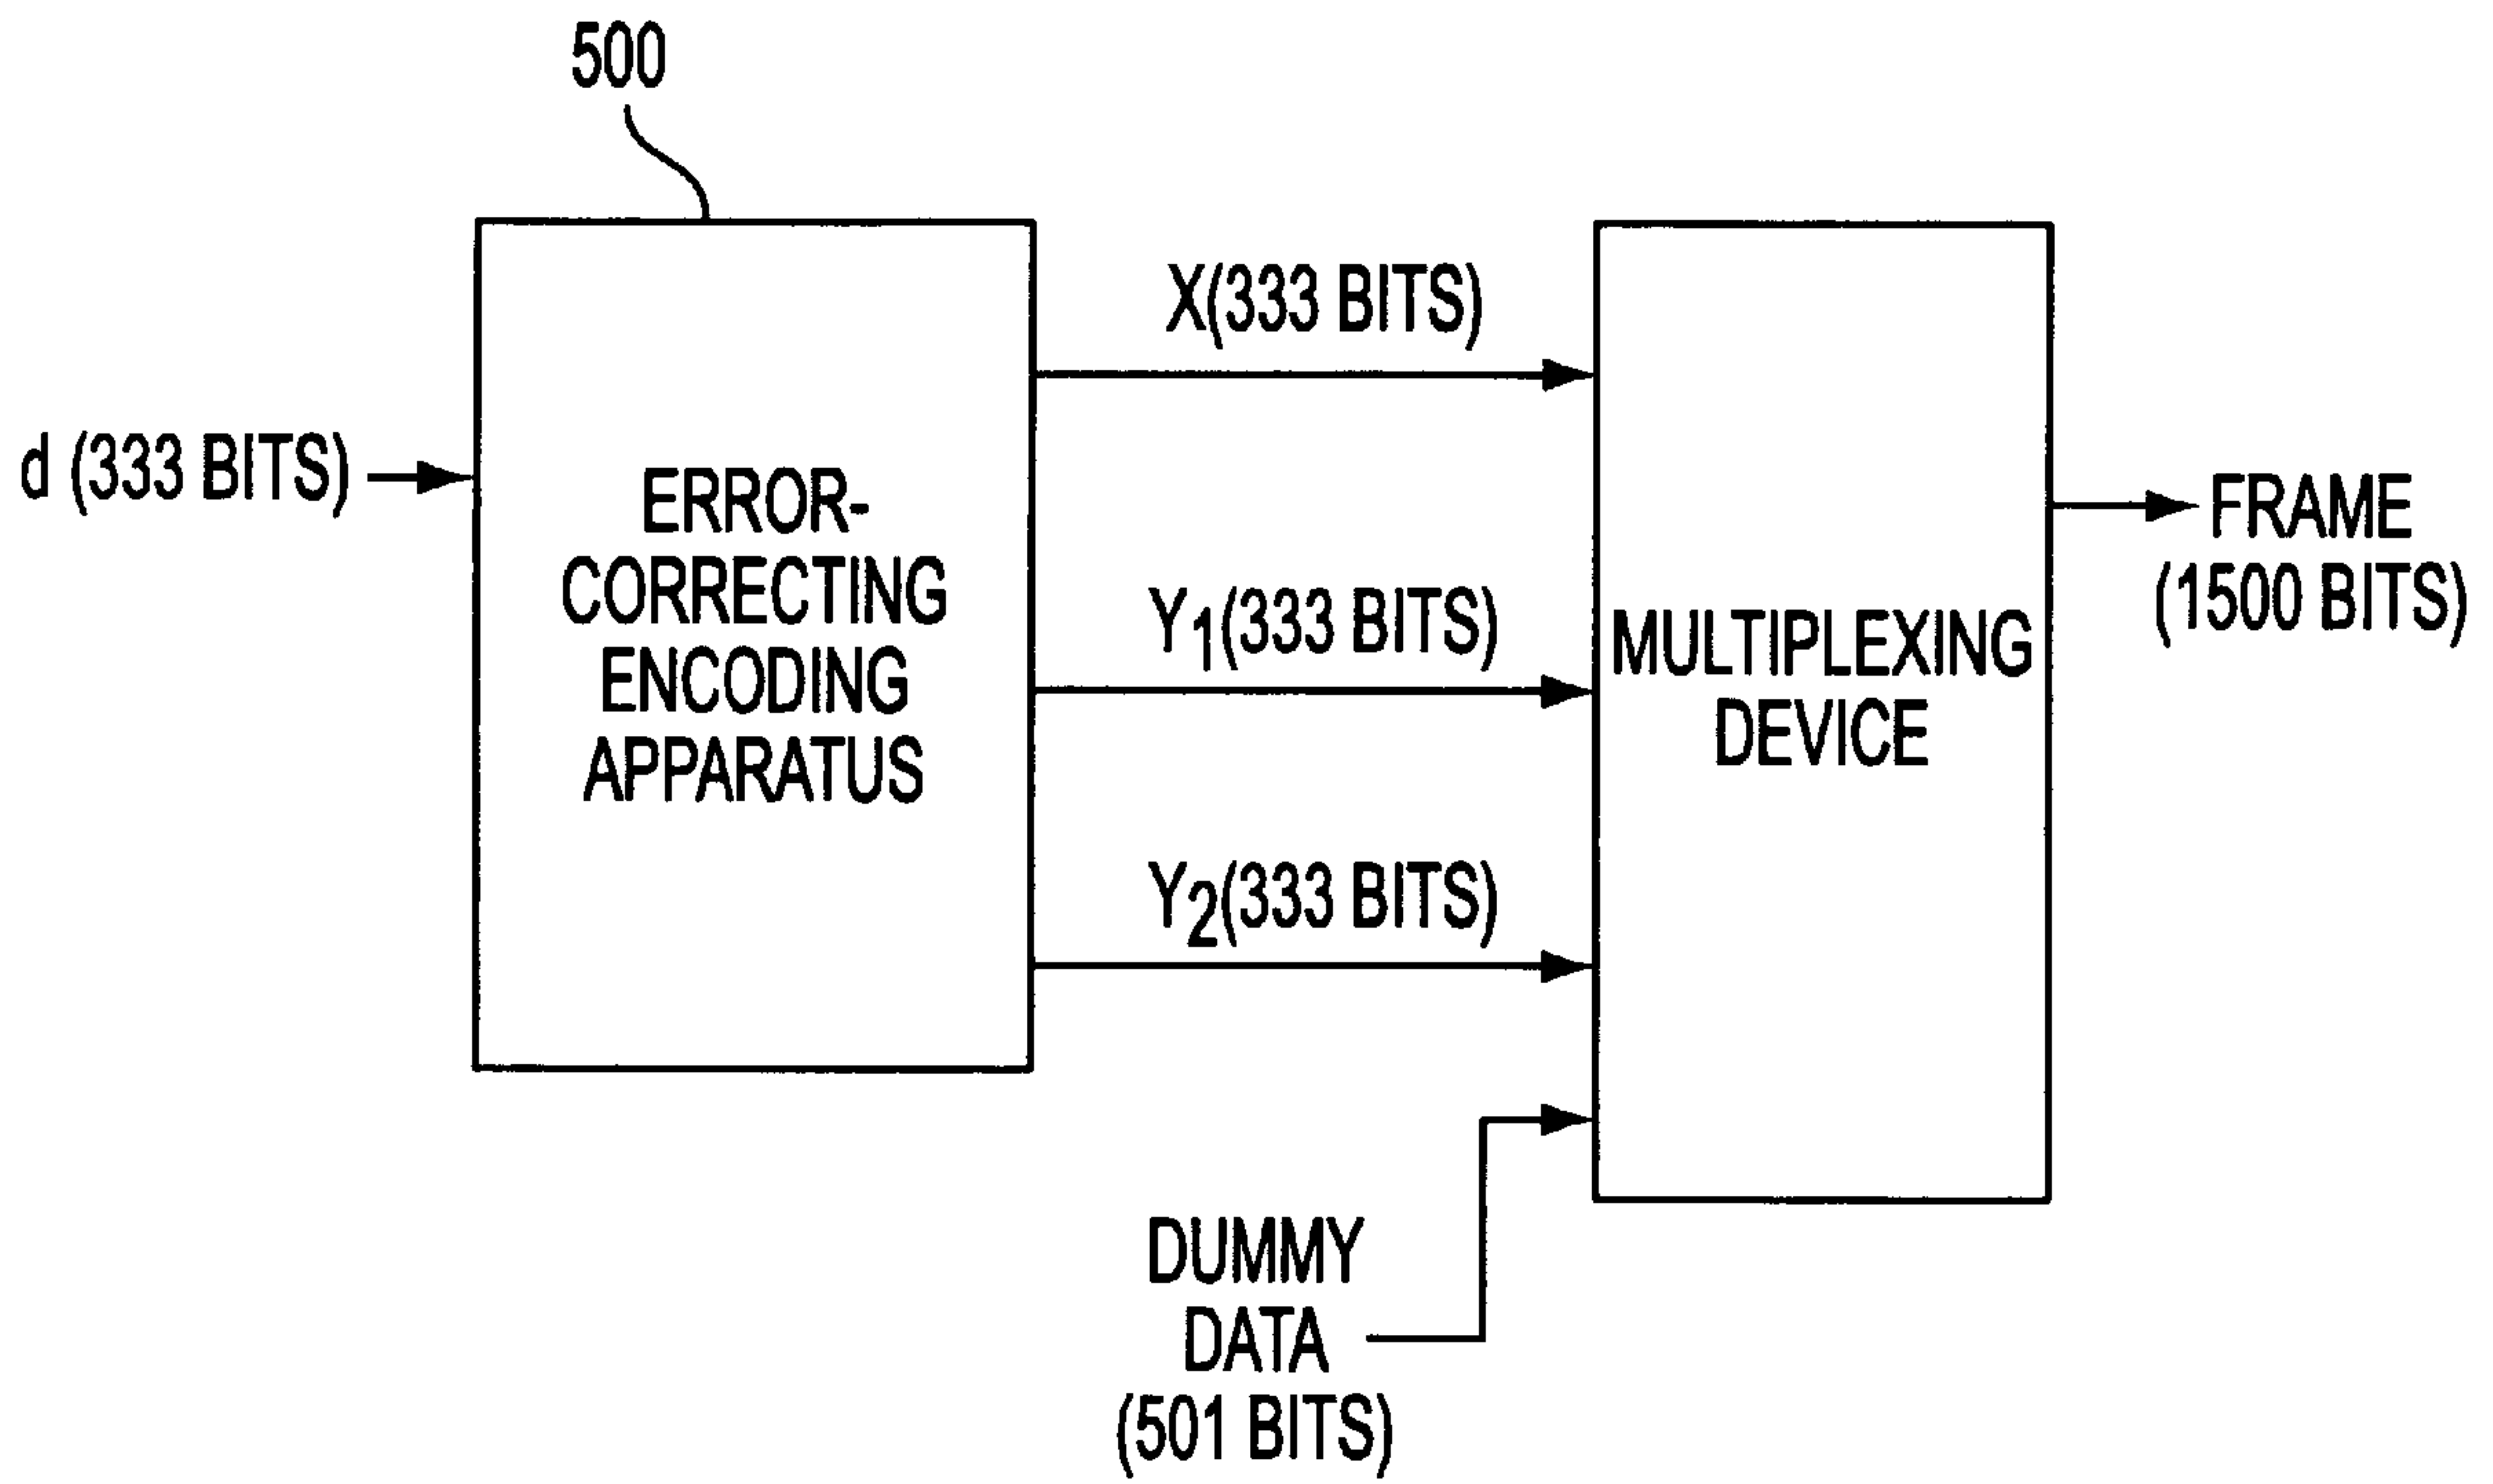 500
d (333 BITS)
ERROR-
CORRECTING
ENCODING
APPARATUS
X(333 BITS)
Y1(333 BITS)
Y2(333 BITS)
DUMMY
DATA
(501 BITS)
MULTIPLEXING
DEVICE
FRAME
(1500 BITS)